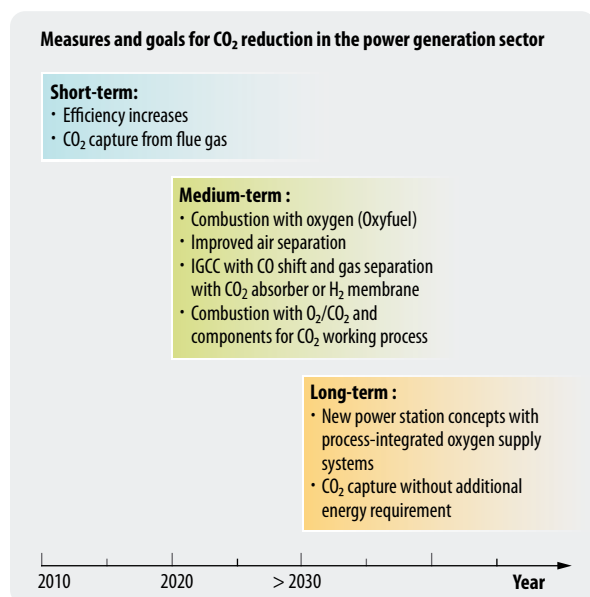 Measures and goals for CO₂ reduction in the power generation sector
Short-term:
· Efficiency increases
· CO₂ capture from flue gas
Medium-term :
· Combustion with oxygen (Oxyfuel)
· Improved air separation
· IGCC with CO shift and gas separation
with CO₂ absorber or H₂ membrane
· Combustion with O₂/CO₂ and
components for CO₂ working process
Long-term :
· New power station concepts with
process-integrated oxygen supply
systems
· CO₂ capture without additional
energy requirement
2010 2020 > 2030 Year